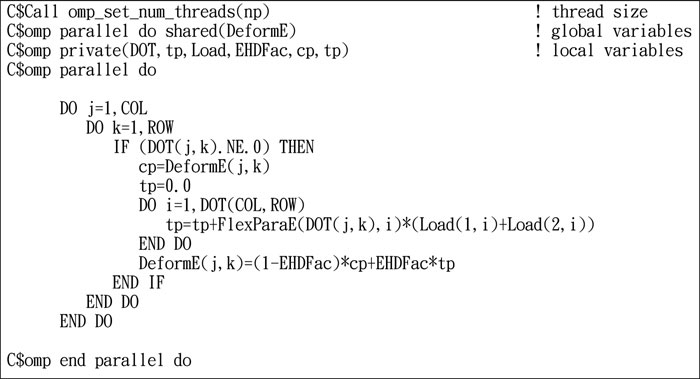 C$Call omp_set_num_threads(np) ! thread size
C$omp parallel do shared(DeformE) ! global variables
C$omp private(DOT,tp,Load,EHDFac,cp,tp) ! local variables
C$omp parallel do
DO j=1,COL
DO k=1,ROW
IF (DOT(j,k).NE.0) THEN
cp=DeformE(j,k)
tp=0.0
DO i=1,DOT(COL,ROW)
tp=tp+FlexParaE(DOT(j,k),i)*(Load(1,i)+Load(2,i))
END DO
DeformE(j,k)=(1-EHDFac)*cp+EHDFac*tp
END IF
END DO
END DO
C$omp end parallel do